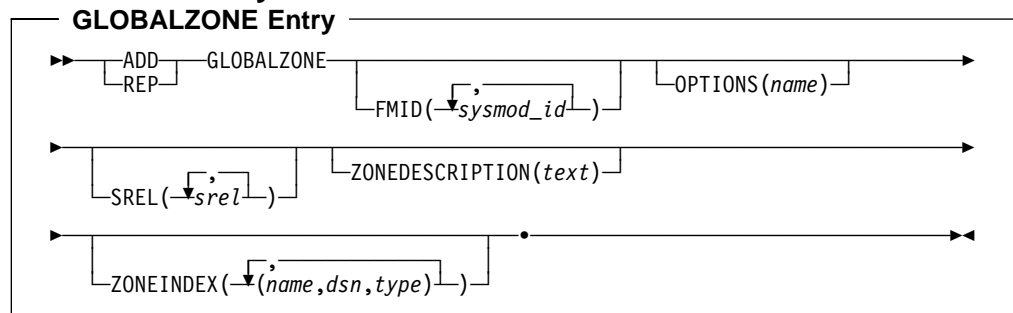 GLOBALZONE Entry
ADD GLOBALZONE
REP , OPTIONS(name)
FMID( sysmod_id )
, ZONEDESCRIPTION(text)
SREL( srel )
.
,
ZONEINDEX( (name,dsn,type) )